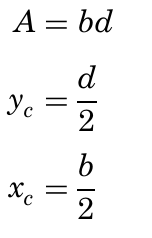 A = bd
y_c = d/2
x_c = b/2